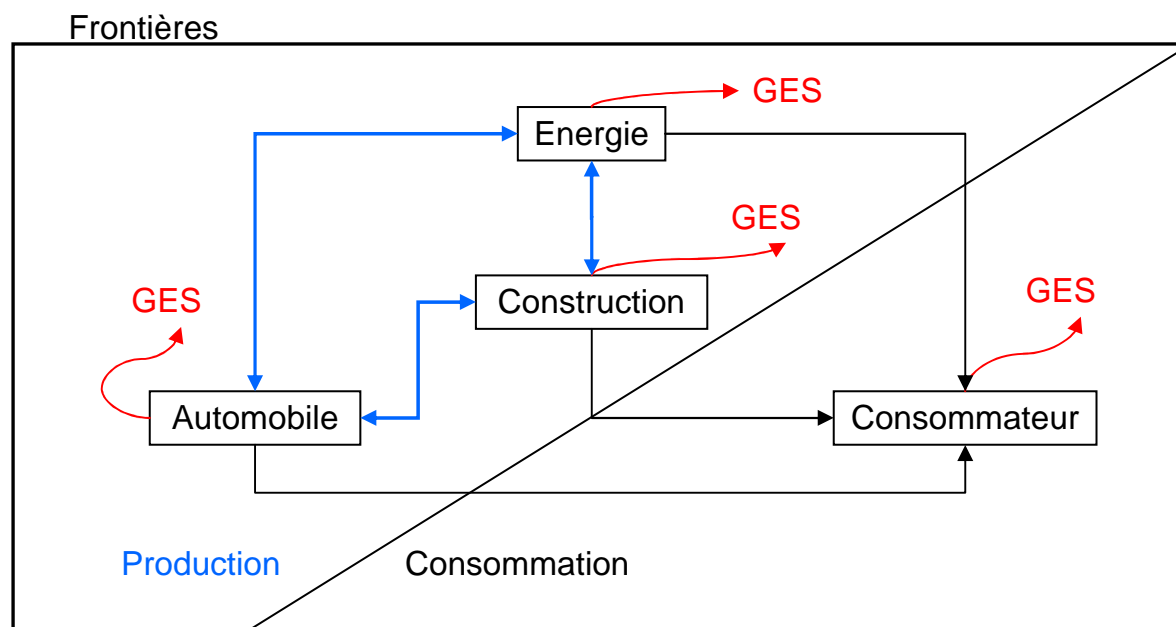 Frontières
GES
Energie
GES
Construction
GES
GES
Automobile
Consommateur
Production
Consommation